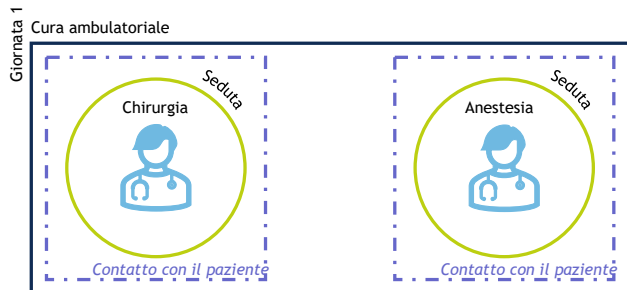 Giornata 1
Cura ambulatoriale
Seduta
Chirurgia
Contatto con il paziente
Seduta
Anestesia
Contatto con il paziente